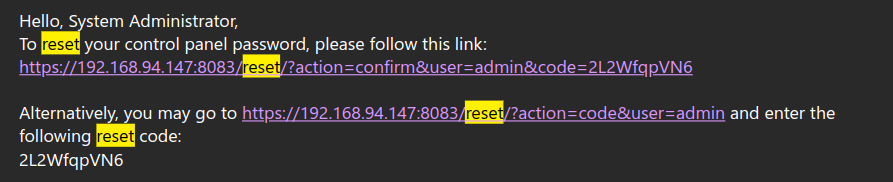 Hello, System Administrator,
To reset your control panel password, please follow this link:
https://192.168.94.147:8083/reset/?action=confirm&user=admin&code=2L2WfqpVN6
Alternatively, you may go to https://192.168.94.147:8083/reset/?action=code&user=admin and enter the
following reset code:
2L2WfqpVN6